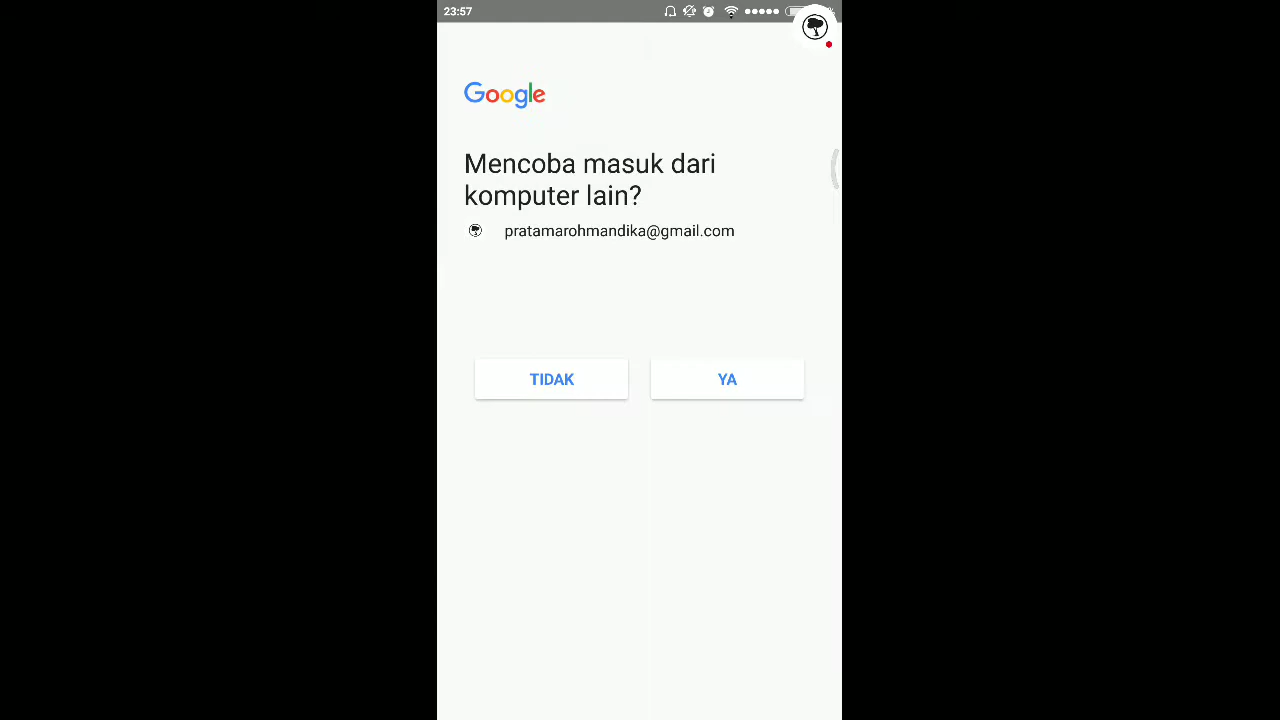 23:57
Google
Mencoba masuk dari
komputer lain?
pratamarohmandika@gmail.com
TIDAK
YA